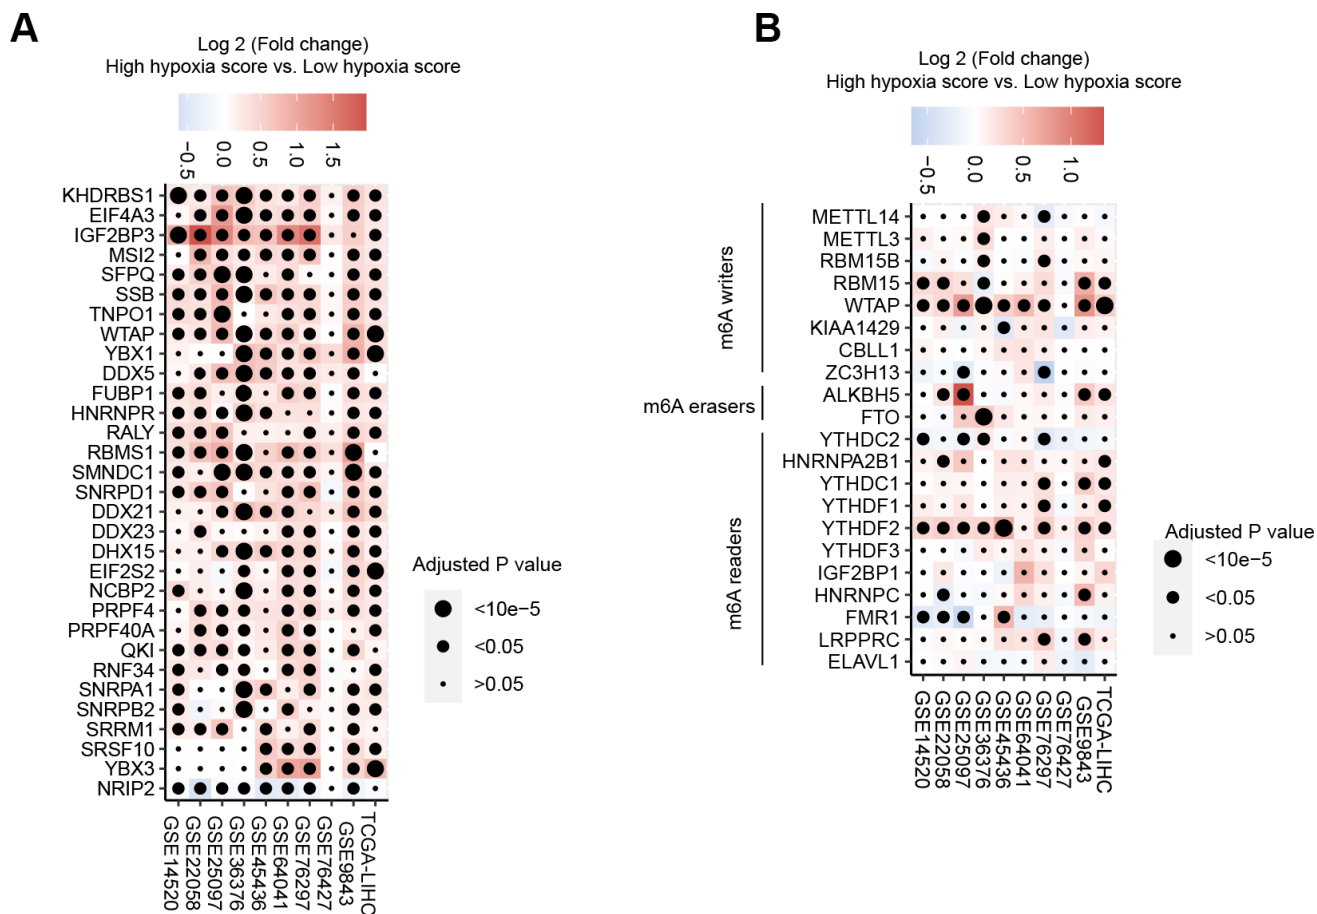 A
Log 2 (Fold change)
High hypoxia score vs. Low hypoxia score
−0.5
0.0
0.5
1.0
1.5
KHDRBS1
EIF4A3
IGF2BP3
MSI2
SFPQ
SSB
TNPO1
WTAP
YBX1
DDX5
FUBP1
HNRNPR
RALY
RBMS1
SMNDC1
SNRPD1
DDX21
DDX23
DHX15
EIF2S2
NCBP2
PRPF4
PRPF40A
QKI
RNF34
SNRPA1
SNRPB2
SRRM1
SRSF10
YBX3
NRIP2
GSE14520
GSE22058
GSE25097
GSE36376
GSE45436
GSE64041
GSE76297
GSE76427
GSE9843
TCGA-LIHC
Adjusted P value
<10e−5
<0.05
>0.05
B
Log 2 (Fold change)
High hypoxia score vs. Low hypoxia score
−0.5
0.0
0.5
1.0
m6A writers
METTL14
METTL3
RBM15B
RBM15
WTAP
KIAA1429
CBLL1
ZC3H13
m6A erasers
ALKBH5
FTO
m6A readers
YTHDC2
HNRNPA2B1
YTHDC1
YTHDF1
YTHDF2
YTHDF3
IGF2BP1
HNRNPC
FMR1
LRPPRC
ELAVL1
GSE14520
GSE22058
GSE25097
GSE36376
GSE45436
GSE64041
GSE76297
GSE76427
GSE9843
TCGA-LIHC
Adjusted P value
<10e−5
<0.05
>0.05